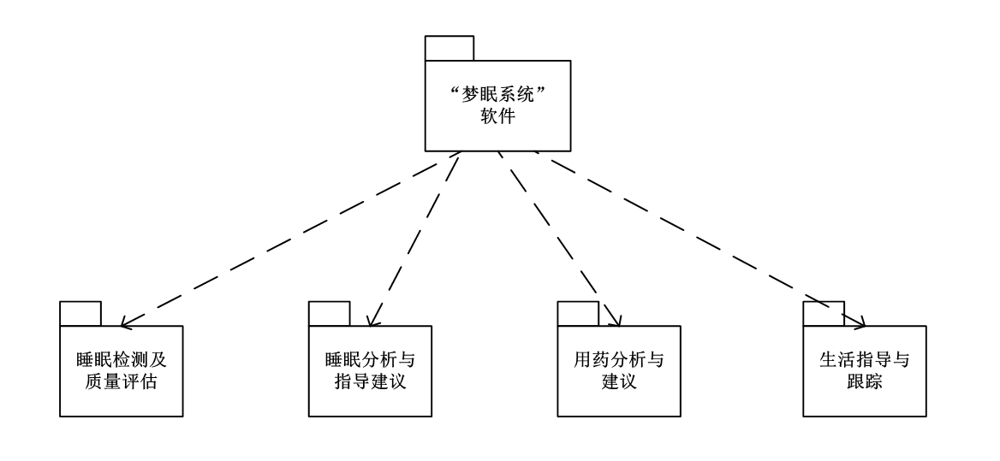 “梦眠系统”
软件
睡眠检测及
质量评估
睡眠分析与
指导建议
用药分析与
建议
生活指导与
跟踪